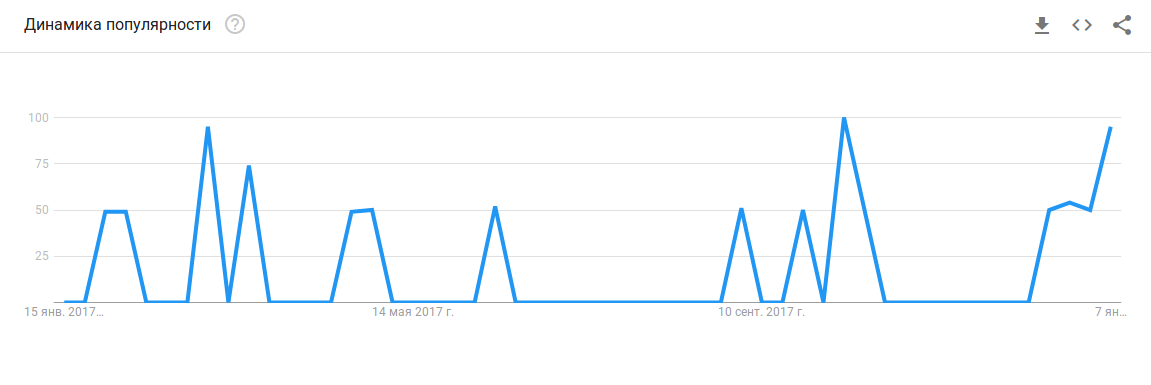 Динамика популярности ?
100
75
50
25
15 янв. 2017…
14 мая 2017 г.
10 сент. 2017 г.
7 ян…